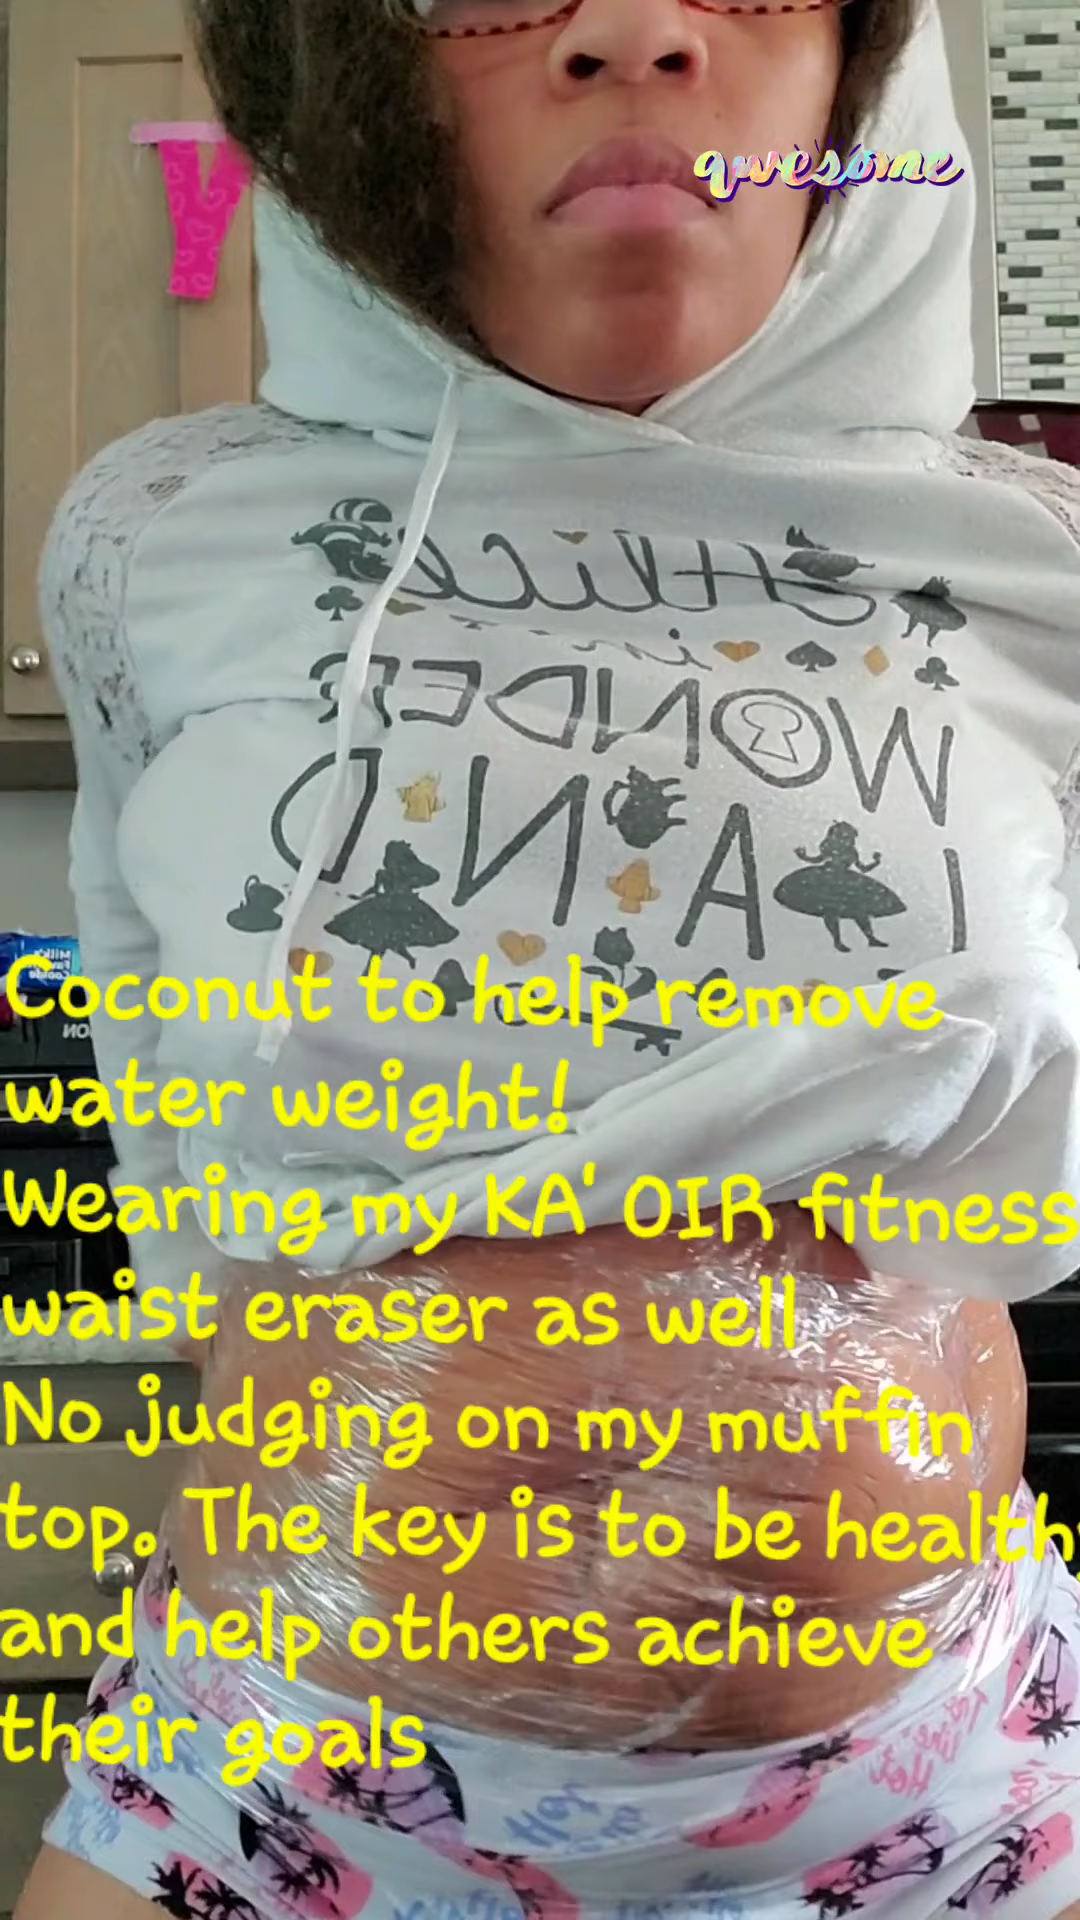 awesome
Alice
in
WONDER
LAND
Coconut to help remove
water weight!
Wearing my KA' OIR fitness
waist eraser as well
No judging on my muffin
top. The key is to be health
and help others achieve
their goals